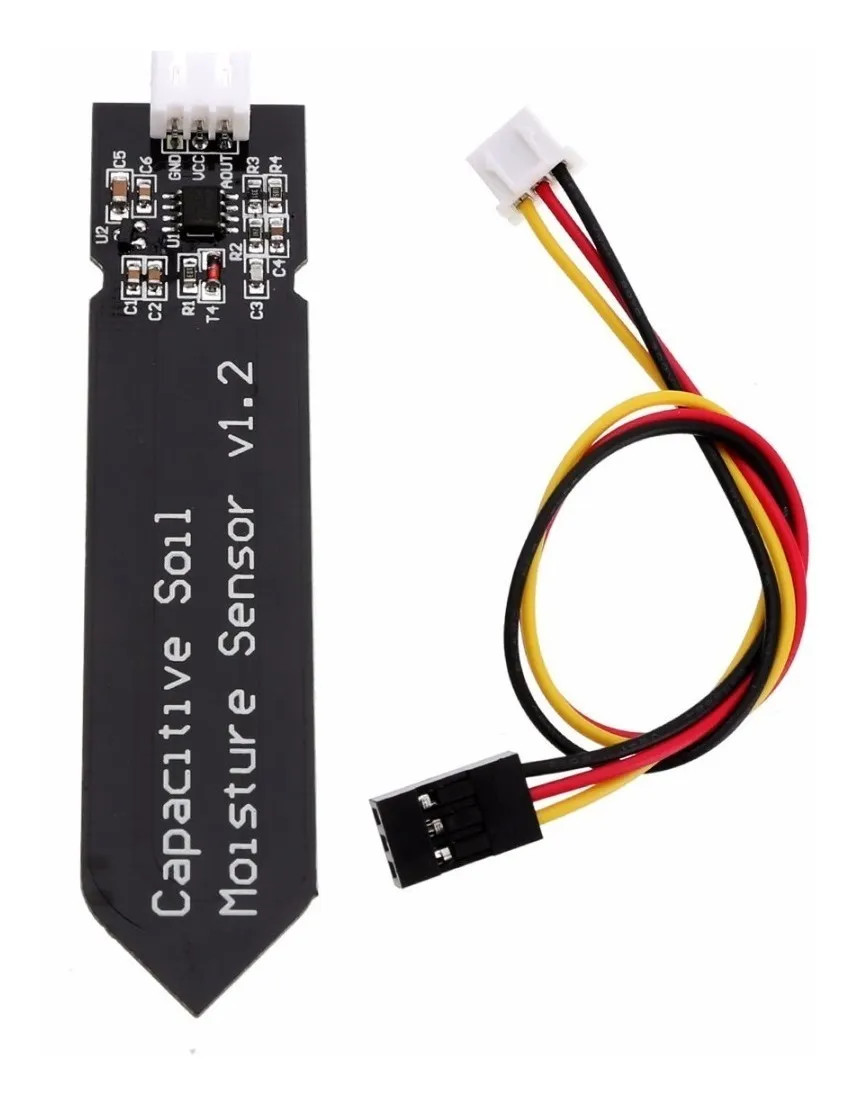 GND VCC AOUT
C5 C6 R3 R4
U2 U1 R2 C4
C1 C2 R1 T4 C3
Capacitive Soil
Moisture Sensor v1.2